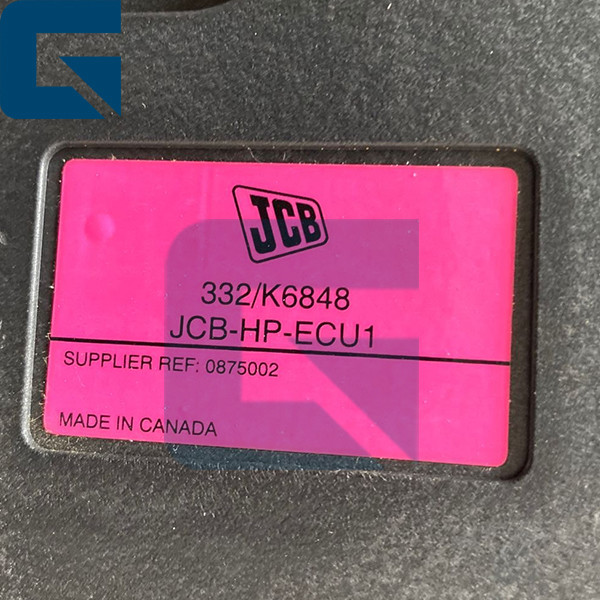 JCB
332/K6848
JCB-HP-ECU1
SUPPLIER REF: 0875002
MADE IN CANADA